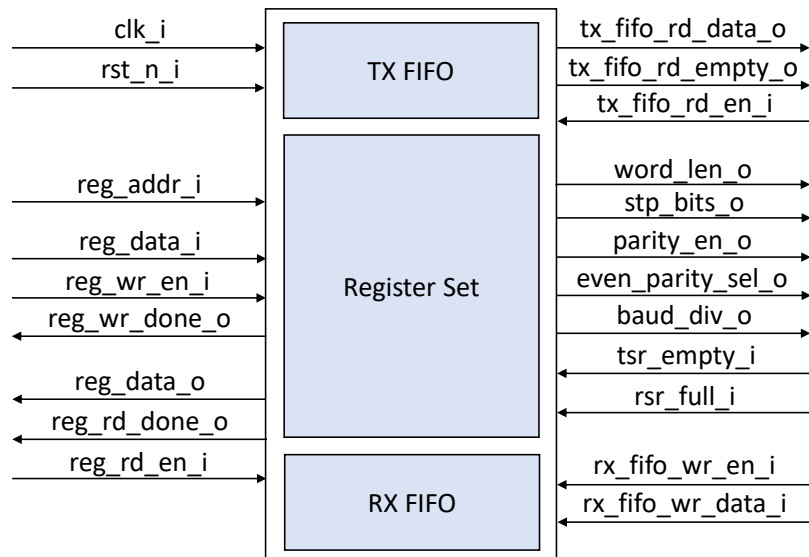 clk_i
rst_n_i
reg_addr_i
reg_data_i
reg_wr_en_i
reg_wr_done_o
reg_data_o
reg_rd_done_o
reg_rd_en_i
TX FIFO
Register Set
RX FIFO
tx_fifo_rd_data_o
tx_fifo_rd_empty_o
tx_fifo_rd_en_i
word_len_o
stp_bits_o
parity_en_o
even_parity_sel_o
baud_div_o
tsr_empty_i
rsr_full_i
rx_fifo_wr_en_i
rx_fifo_wr_data_i